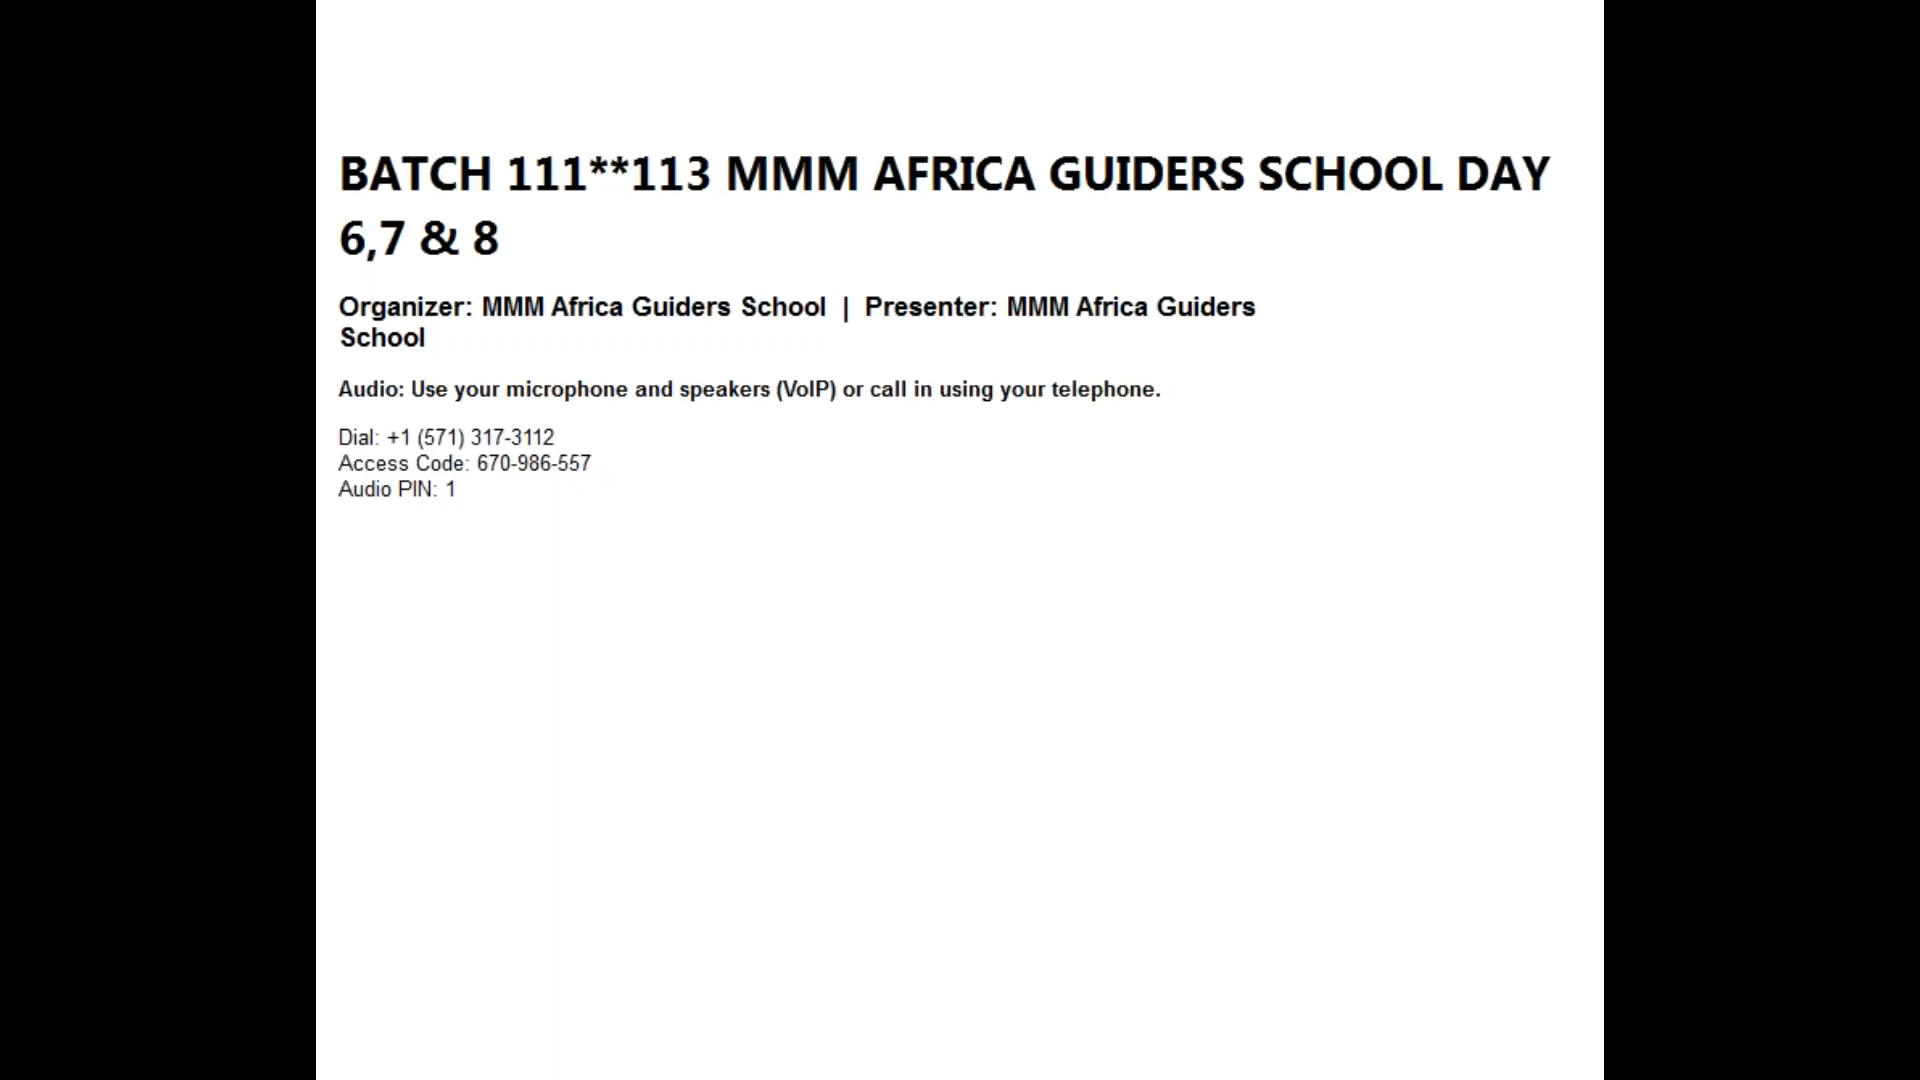 BATCH 111**113 MMM AFRICA GUIDERS SCHOOL DAY
6,7 & 8
Organizer: MMM Africa Guiders School | Presenter: MMM Africa Guiders
School
Audio: Use your microphone and speakers (VoIP) or call in using your telephone.
Dial: +1 (571) 317-3112
Access Code: 670-986-557
Audio PIN: 1